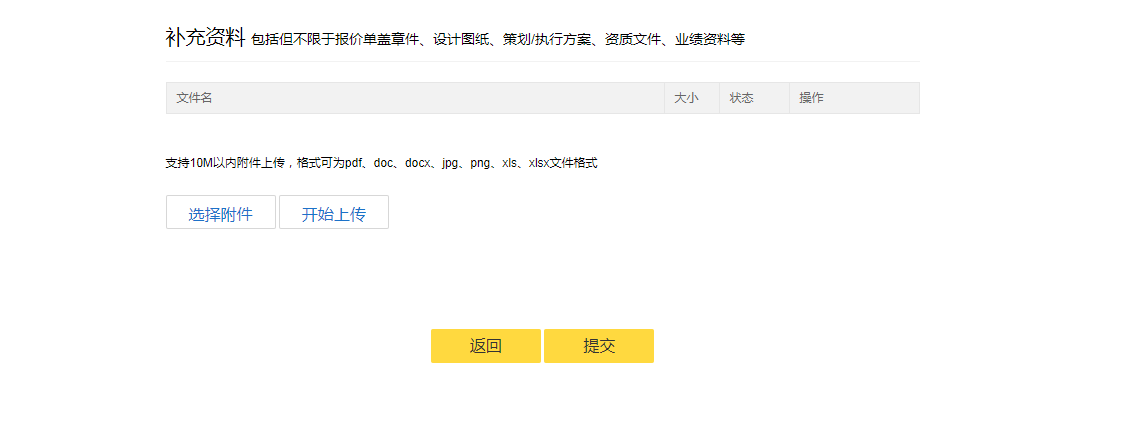 补充资料 包括但不限于报价单盖章件、设计图纸、策划/执行方案、资质文件、业绩资料等
文件名 大小 状态 操作
支持10M以内附件上传，格式可为pdf、doc、docx、jpg、png、xls、xlsx文件格式
选择附件 开始上传
返回 提交